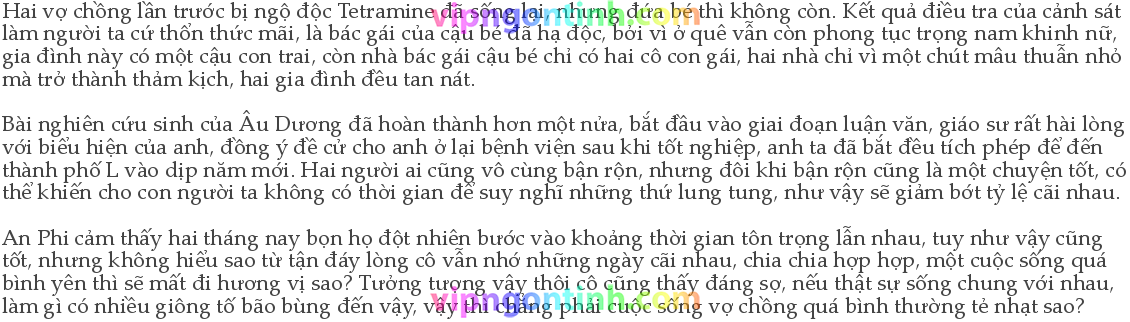 Hai vợ chồng lần trước bị ngộ độc Tetramine đã sống lại, nhưng đứa bé thì không còn. Kết quả điều tra của cảnh sát
làm người ta cứ thổn thức mãi, là bác gái của cậu bé đã hạ độc, bởi vì ở quê vẫn còn phong tục trọng nam khinh nữ,
gia đình này có một cậu con trai, còn nhà bác gái cậu bé chỉ có hai cô con gái, hai nhà chỉ vì một chút mâu thuẫn nhỏ
mà trở thành thảm kịch, hai gia đình đều tan nát.
Bài nghiên cứu sinh của Âu Dương đã hoàn thành hơn một nửa, bắt đầu vào giai đoạn luận văn, giáo sư rất hài lòng
với biểu hiện của anh, đồng ý đề cử cho anh ở lại bệnh viện sau khi tốt nghiệp, anh ta đã bắt đều tích phép để đến
thành phố L vào dịp năm mới. Hai người ai cũng vô cùng bận rộn, nhưng đôi khi bận rộn cũng là một chuyện tốt, có
thể khiến cho con người ta không có thời gian để suy nghĩ những thứ lung tung, như vậy sẽ giảm bớt tỷ lệ cãi nhau.
An Phi cảm thấy hai tháng nay bọn họ đột nhiên bước vào khoảng thời gian tôn trọng lẫn nhau, tuy như vậy cũng
tốt, nhưng không hiểu sao từ tận đáy lòng cô vẫn nhớ những ngày cãi nhau, chia chia hợp hợp, một cuộc sống quá
bình yên thì sẽ mất đi hương vị sao? Tưởng tượng vậy thôi cô cũng thấy đáng sợ, nếu thật sự sống chung với nhau,
làm gì có nhiều giông tố bão bùng đến vậy, vậy thì chẳng phải cuộc sống vợ chồng quá bình thường tẻ nhạt sao?
vipngontinh.com
vipngontinh.com